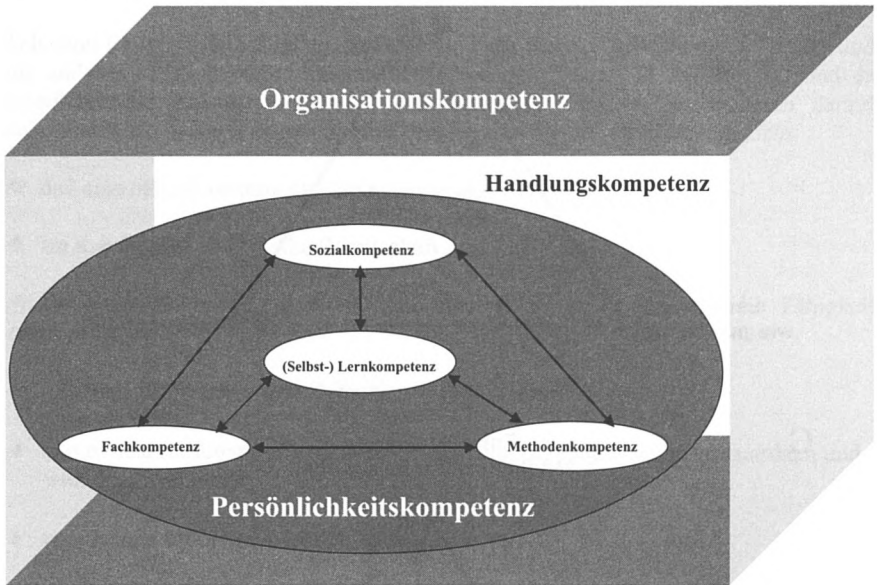 Organisationskompetenz
Handlungskompetenz
Sozialkompetenz
(Selbst-) Lernkompetenz
Fachkompetenz
Methodenkompetenz
Persönlichkeitskompetenz